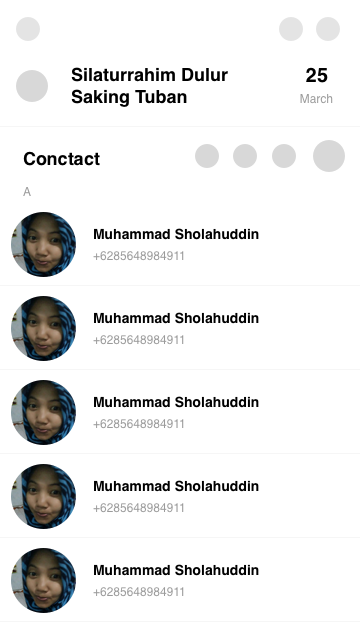 Silaturrahim Dulur
Saking Tuban
25
March
Conctact
A
Muhammad Sholahuddin
+6285648984911
Muhammad Sholahuddin
+6285648984911
Muhammad Sholahuddin
+6285648984911
Muhammad Sholahuddin
+6285648984911
Muhammad Sholahuddin
+6285648984911